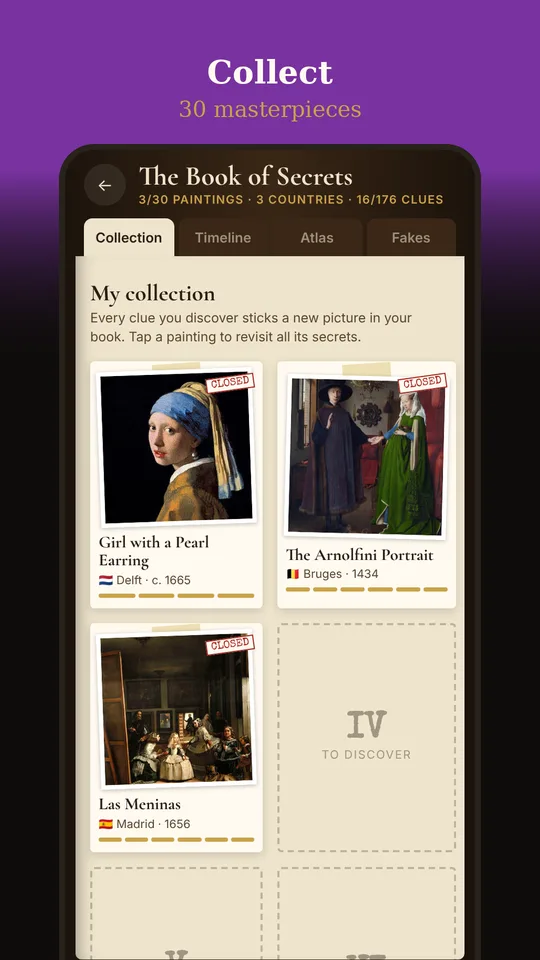 Collect
30 masterpieces
←
The Book of Secrets
3/30 PAINTINGS · 3 COUNTRIES · 16/176 CLUES
Collection
Timeline
Atlas
Fakes
My collection
Every clue you discover sticks a new picture in your
book. Tap a painting to revisit all its secrets.
CLOSED
Girl with a Pearl
Earring
🇳🇱 Delft · c. 1665
CLOSED
The Arnolfini Portrait
🇧🇪 Bruges · 1434
CLOSED
Las Meninas
🇪🇸 Madrid · 1656
IV
TO DISCOVER